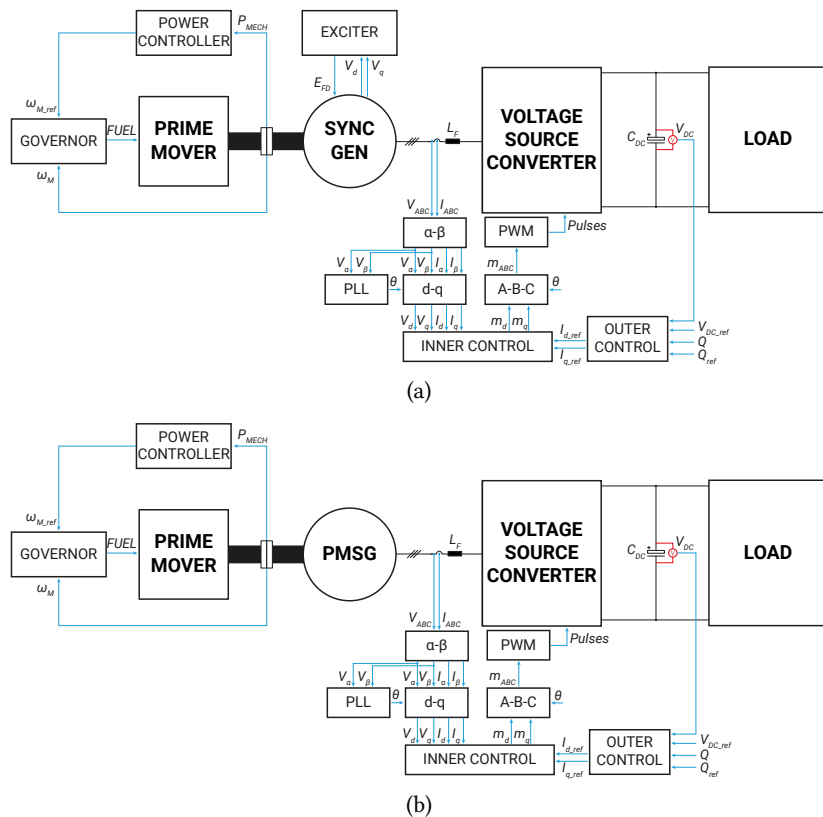 POWER
CONTROLLER
P_MECH
EXCITER
E_FD
V_d
V_q
ω_M_ref
GOVERNOR
FUEL
PRIME
MOVER
SYNC
GEN
L_F
VOLTAGE
SOURCE
CONVERTER
C_DC
+
V
V_DC
LOAD
ω_M
V_ABC
I_ABC
α-β
PWM
Pulses
V_α
V_β
V_α
V_β
I_α
I_β
m_ABC
PLL
θ
d-q
A-B-C
θ
V_d
V_q
I_d
I_q
m_d
m_q
INNER CONTROL
I_d_ref
I_q_ref
OUTER
CONTROL
V_DC_ref
Q
Q_ref
(a)
POWER
CONTROLLER
P_MECH
ω_M_ref
GOVERNOR
FUEL
PRIME
MOVER
PMSG
L_F
VOLTAGE
SOURCE
CONVERTER
C_DC
+
V
V_DC
LOAD
ω_M
V_ABC
I_ABC
α-β
PWM
Pulses
V_α
V_β
V_α
V_β
I_α
I_β
m_ABC
PLL
θ
d-q
A-B-C
θ
V_d
V_q
I_d
I_q
m_d
m_q
INNER CONTROL
I_d_ref
I_q_ref
OUTER
CONTROL
V_DC_ref
Q
Q_ref
(b)